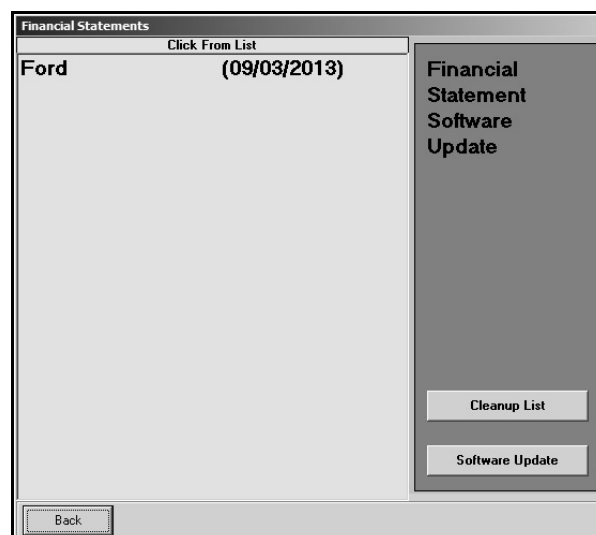 Financial Statements
Click From List
Ford (09/03/2013)
Financial
Statement
Software
Update
Cleanup List
Software Update
Back